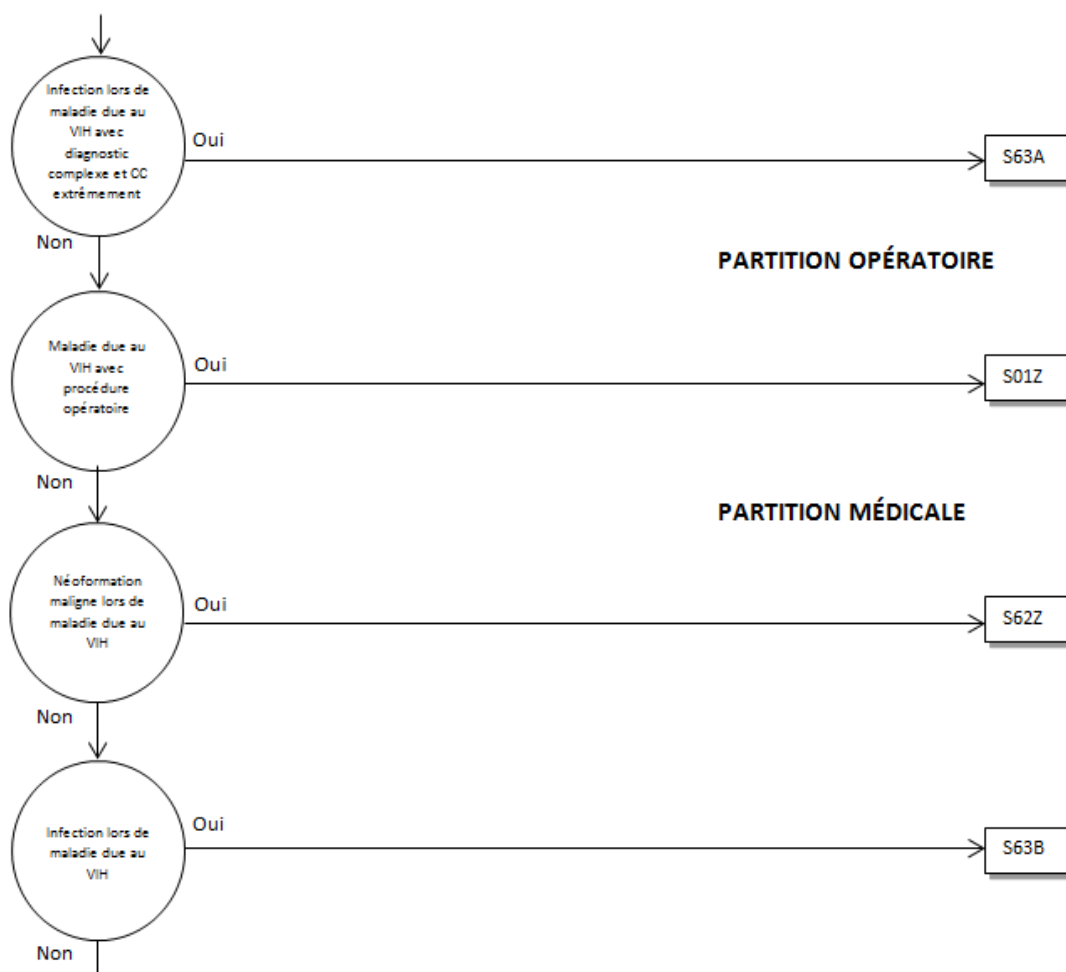 Infection lors de
maladie due au
VIH avec
diagnostic
complexe et CC
extrêmement
Oui
S63A
Non
PARTITION OPÉRATOIRE
Maladie due au
VIH avec
procédure
opératoire
Oui
S01Z
Non
PARTITION MÉDICALE
Néoformation
maligne lors de
maladie due au
VIH
Oui
S62Z
Non
Infection lors de
maladie due au
VIH
Oui
S63B
Non